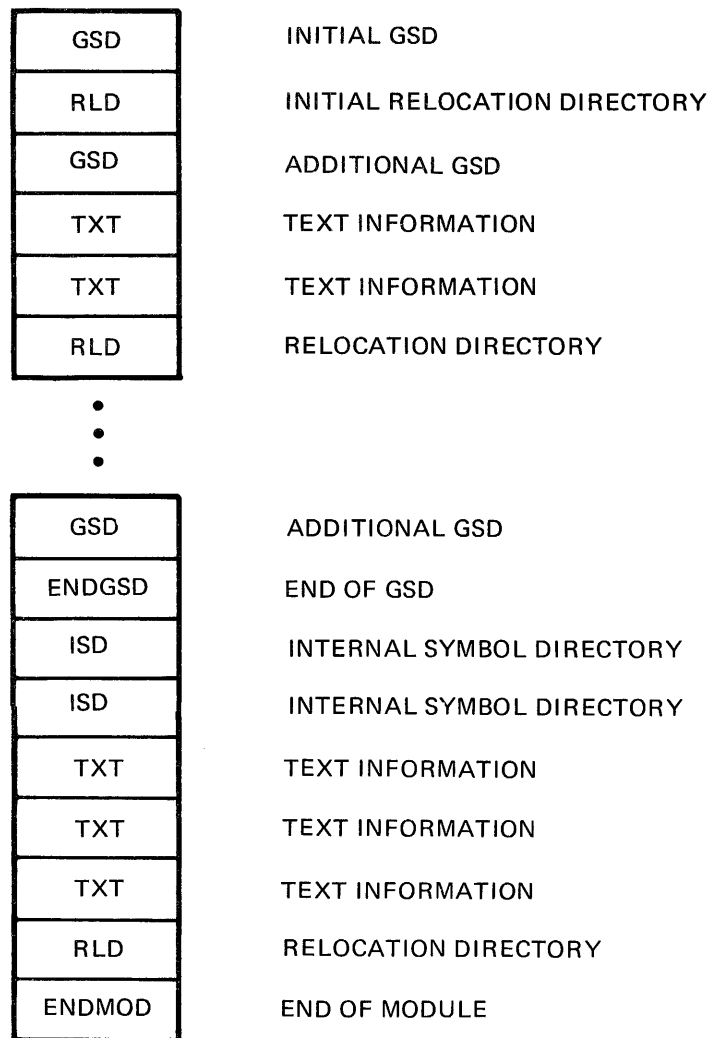 GSD INITIAL GSD
RLD INITIAL RELOCATION DIRECTORY
GSD ADDITIONAL GSD
TXT TEXT INFORMATION
TXT TEXT INFORMATION
RLD RELOCATION DIRECTORY
GSD ADDITIONAL GSD
ENDGSD END OF GSD
ISD INTERNAL SYMBOL DIRECTORY
ISD INTERNAL SYMBOL DIRECTORY
TXT TEXT INFORMATION
TXT TEXT INFORMATION
TXT TEXT INFORMATION
RLD RELOCATION DIRECTORY
ENDMOD END OF MODULE